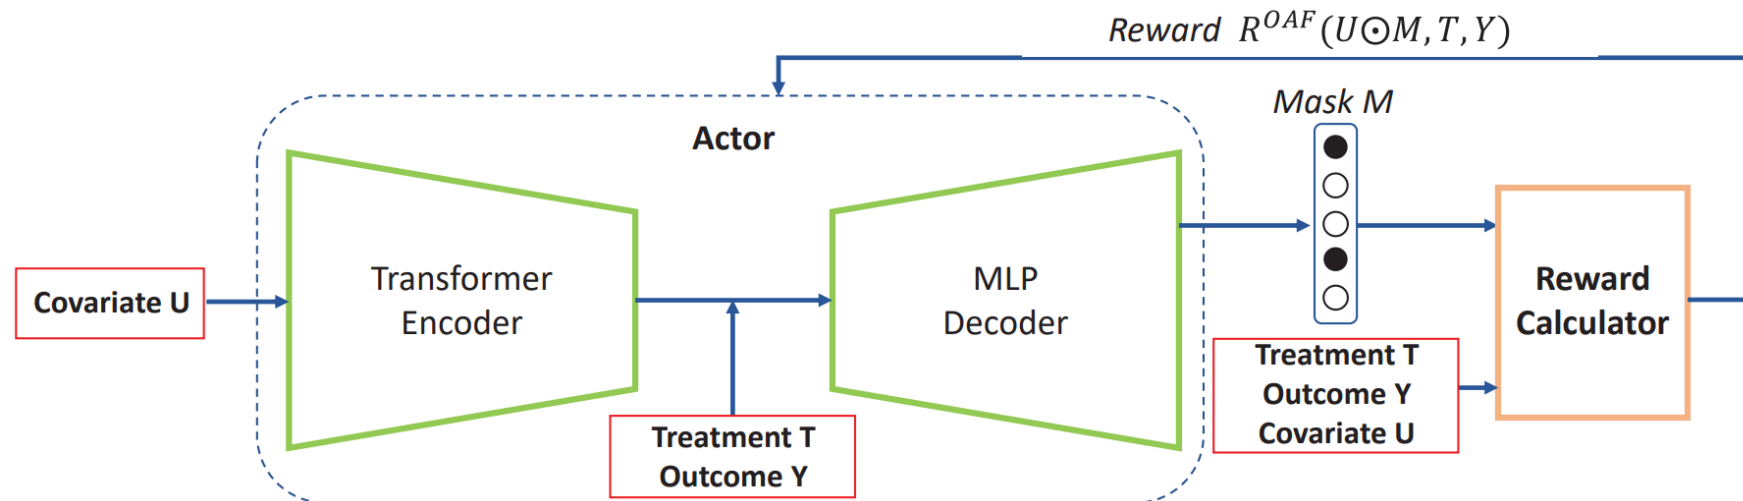 Reward R^{OAF}(U⊙M, T, Y)
Mask M
Actor
Transformer
Encoder
MLP
Decoder
Covariate U
Reward
Calculator
Treatment T
Outcome Y
Covariate U
Treatment T
Outcome Y